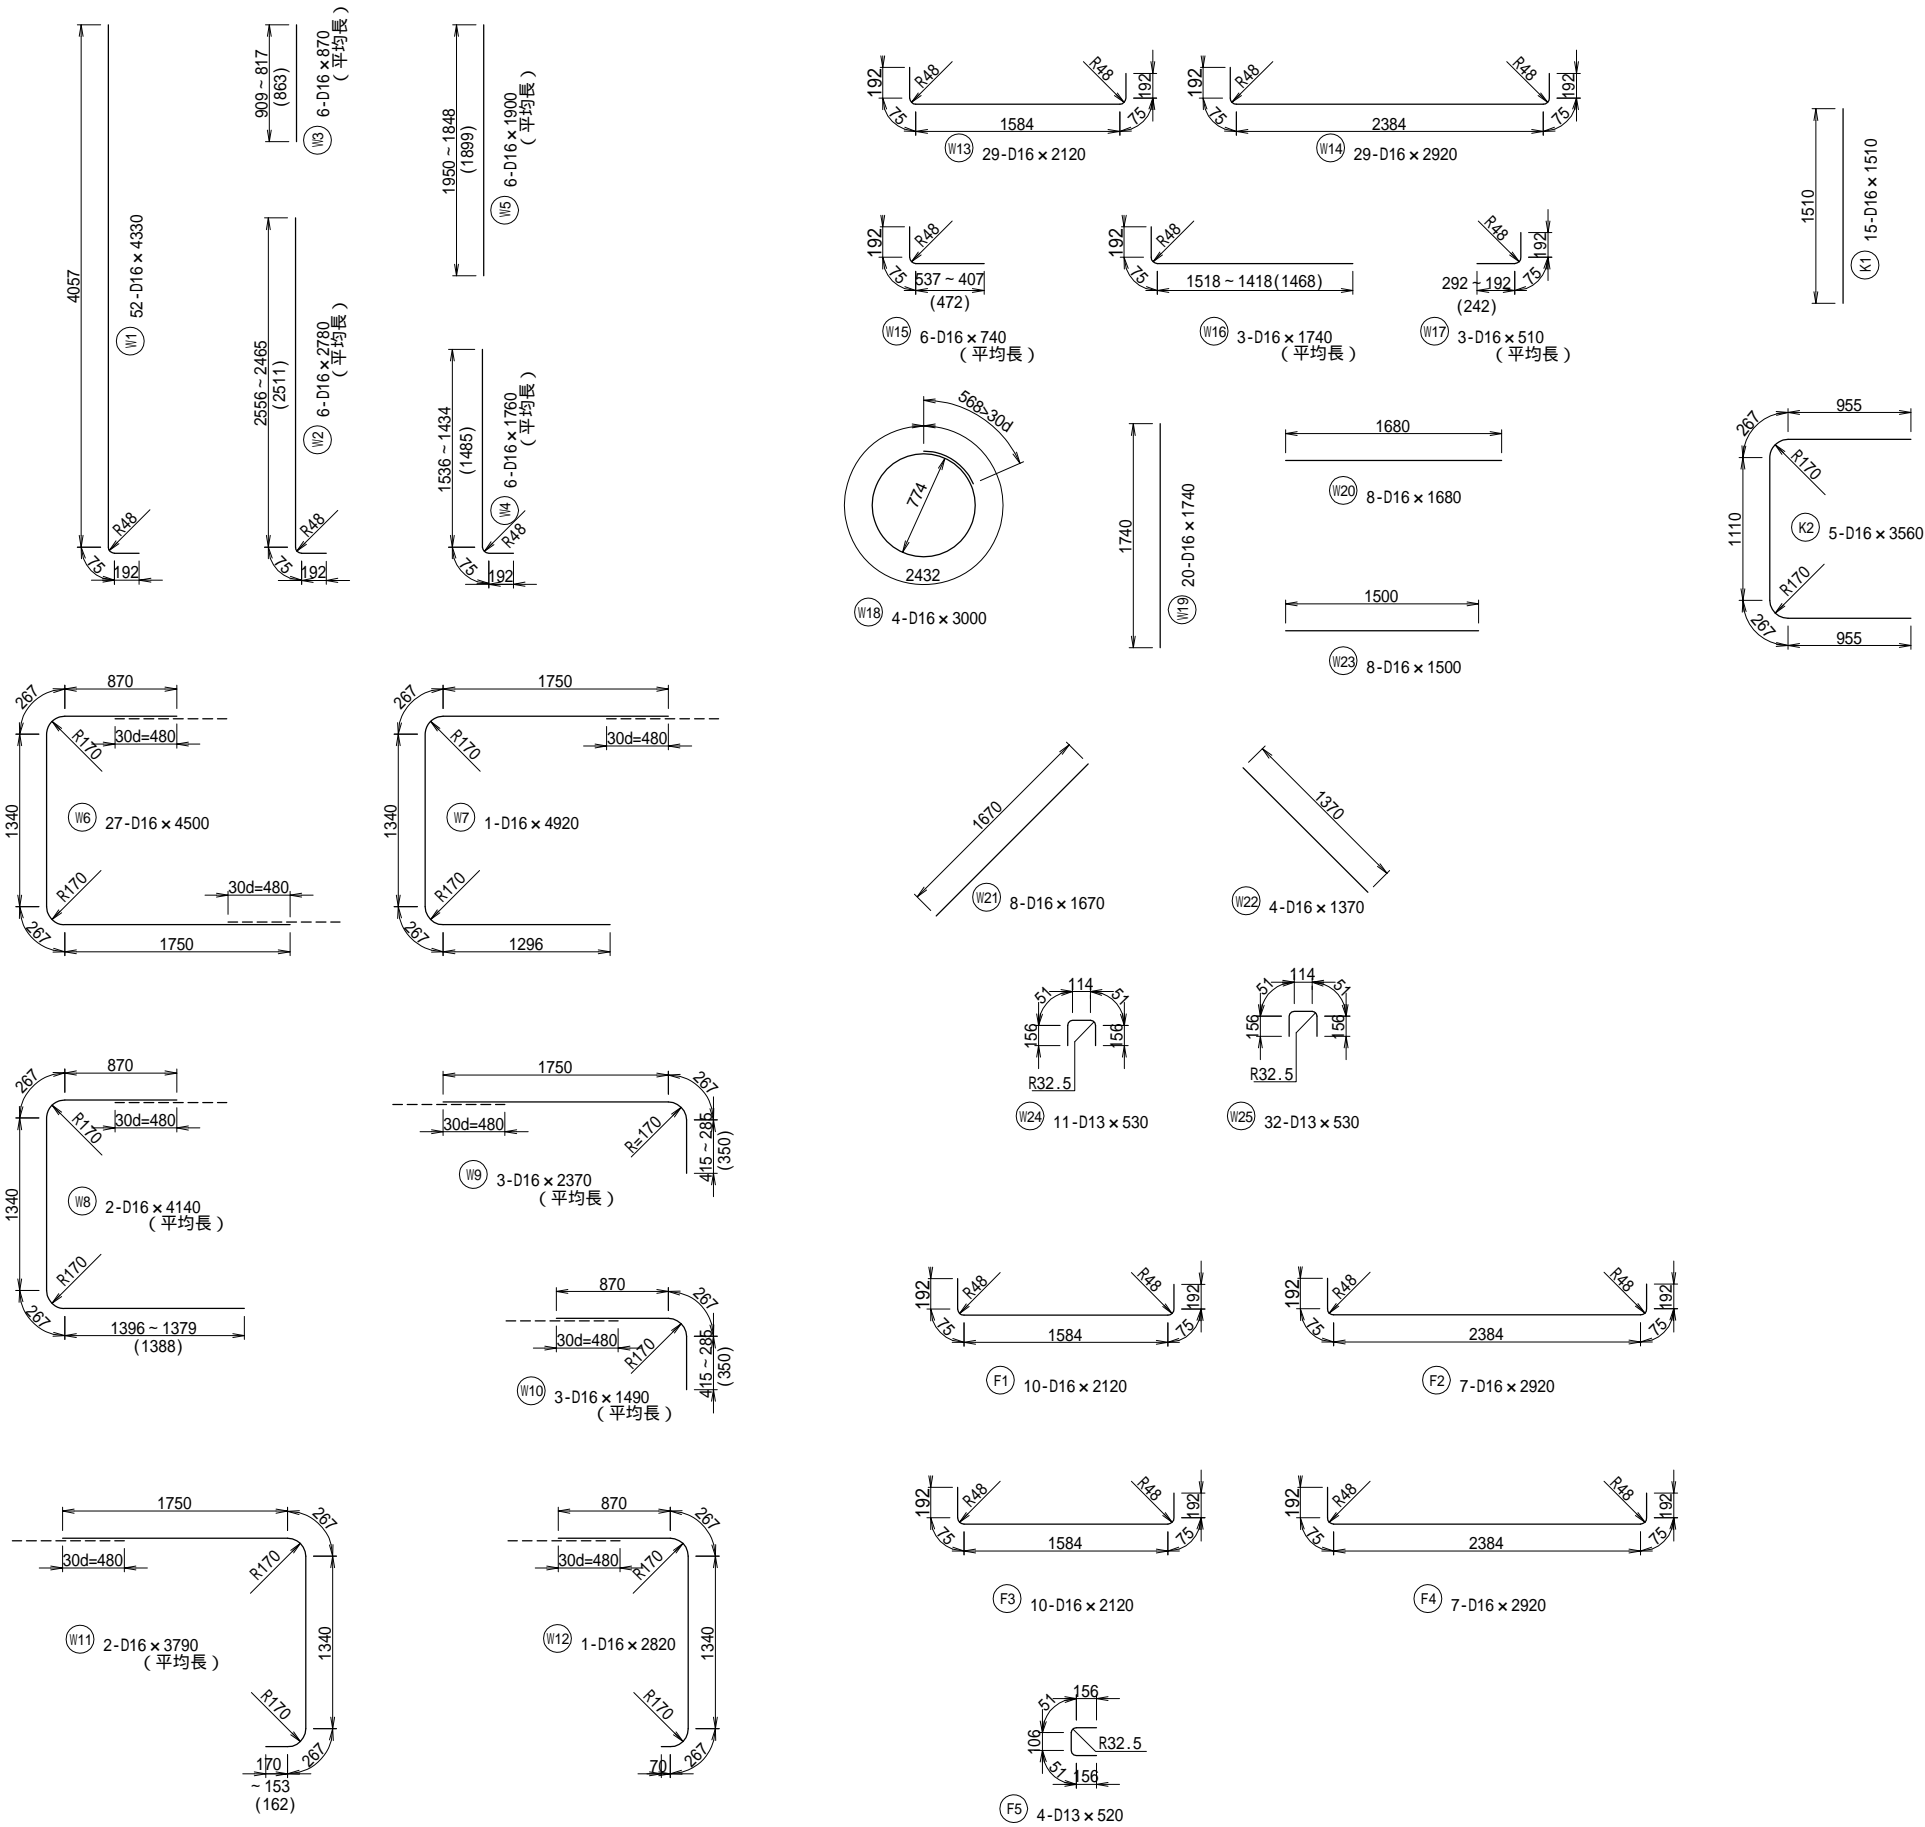 4057
W1 52-D16×4330
R48
75
192
909~817
(863)
W3 6-D16×870
(平均長)
2556~2465
(2511)
W2 6-D16×2780
(平均長)
R48
75
192
1950~1848
(1899)
W5 6-D16×1900
(平均長)
1536~1434
(1485)
W4 6-D16×1760
(平均長)
R48
75
192
192
R48
R48
192
75
1584
75
W13 29-D16×2120
192
R48
R48
192
75
2384
75
W14 29-D16×2920
192
R48
75
537~407
(472)
W15 6-D16×740
(平均長)
192
R48
75
1518~1418(1468)
W16 3-D16×1740
(平均長)
R48
192
292~192
75
(242)
W17 3-D16×510
(平均長)
1510
K1 15-D16×1510
568>30d
774
2432
W18 4-D16×3000
1740
W19 20-D16×1740
1680
W20 8-D16×1680
1500
W23 8-D16×1500
955
267
R170
1110
K2 5-D16×3560
R170
267
955
870
267
R170
30d=480
1340
W6 27-D16×4500
R170
30d=480
267
1750
1750
267
R170
30d=480
1340
W7 1-D16×4920
R170
267
1296
1670
W21 8-D16×1670
1370
W22 4-D16×1370
51
114
51
156
156
R32.5
W24 11-D13×530
51
114
51
156
156
R32.5
W25 32-D13×530
870
267
R170
30d=480
1340
W8 2-D16×4140
(平均長)
R170
267
1396~1379
(1388)
1750
267
30d=480
R=170
415~285
(350)
W9 3-D16×2370
(平均長)
870
267
30d=480
R170
415~285
(350)
W10 3-D16×1490
(平均長)
192
R48
R48
192
75
1584
75
F1 10-D16×2120
192
R48
R48
192
75
2384
75
F2 7-D16×2920
1750
267
30d=480
R170
1340
W11 2-D16×3790
(平均長)
R170
267
170
~153
(162)
870
267
30d=480
R170
1340
W12 1-D16×2820
R170
267
70
192
R48
R48
192
75
1584
75
F3 10-D16×2120
192
R48
R48
192
75
2384
75
F4 7-D16×2920
51
156
106
R32.5
51
156
F5 4-D13×520